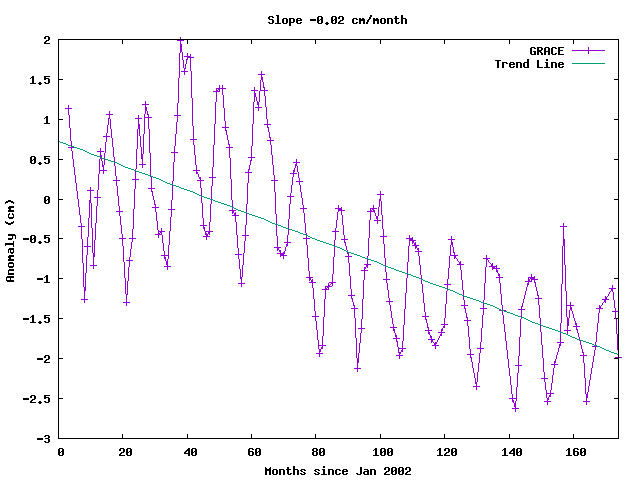 Slope -0.02 cm/month
GRACE
Trend Line
2
1.5
1
0.5
0
-0.5
-1
-1.5
-2
-2.5
-3
Anomaly (cm)
0 20 40 60 80 100 120 140 160
Months since Jan 2002